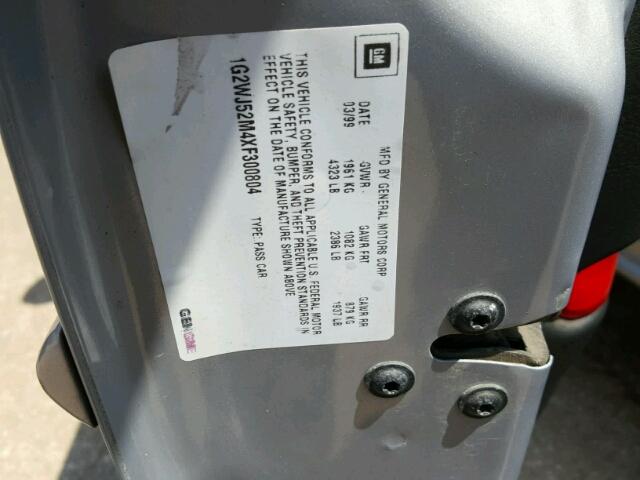 GM
MFD BY GENERAL MOTORS CORP
DATE GVWR GAWR FRT GAWR RR
03/99 1961 KG 1082 KG 879 KG
4323 LB 2386 LB 1937 LB
THIS VEHICLE CONFORMS TO ALL APPLICABLE U.S. FEDERAL MOTOR
VEHICLE SAFETY, BUMPER, AND THEFT PREVENTION STANDARDS IN
EFFECT ON THE DATE OF MANUFACTURE SHOWN ABOVE
1G2WJ52M4XF300804 TYPE: PASS CAR